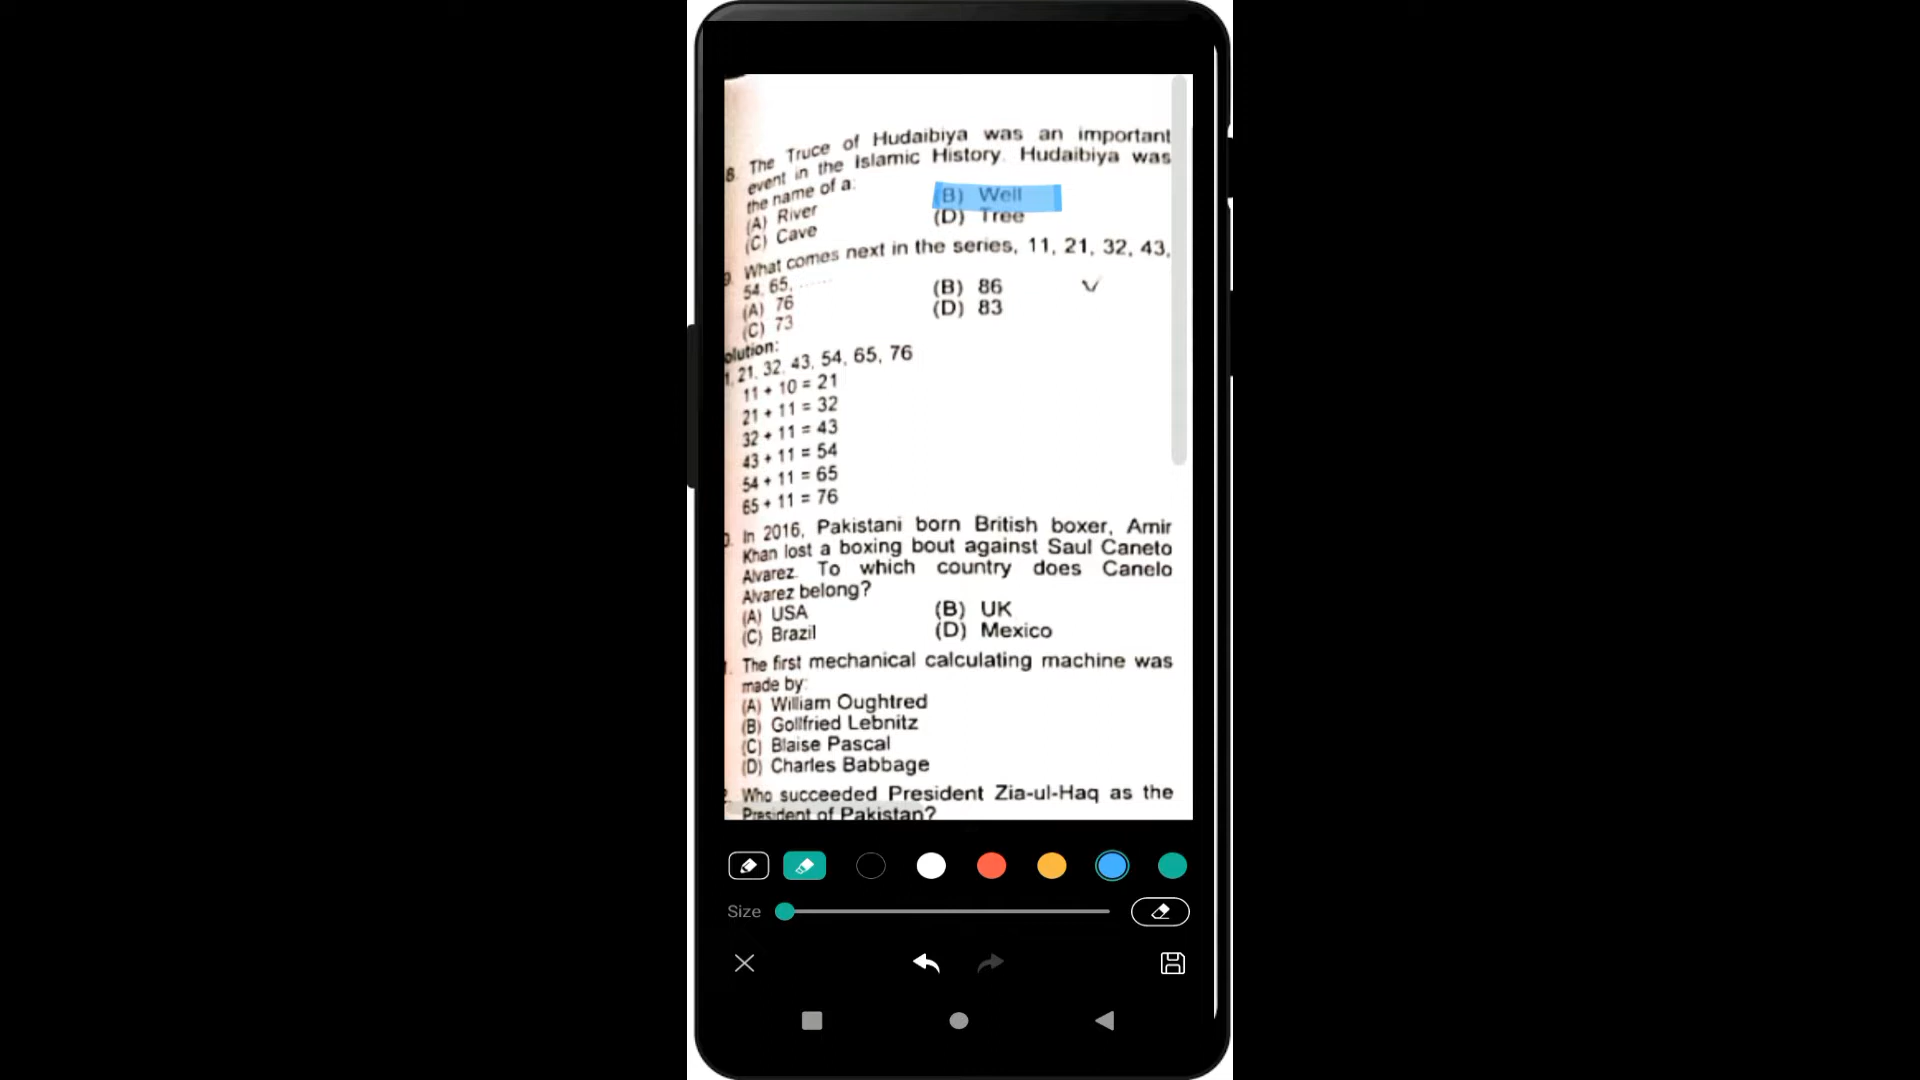 8. The Truce of Hudaibiya was an important
event in the Islamic History. Hudaibiya was
the name of a:
(A) River (B) Well
(C) Cave (D) Tree
9. What comes next in the series, 11, 21, 32, 43,
54, 65, ......
(A) 76 (B) 86
(C) 73 (D) 83
olution:
1, 21, 32, 43, 54, 65, 76
11 + 10 = 21
21 + 11 = 32
32 + 11 = 43
43 + 11 = 54
54 + 11 = 65
65 + 11 = 76
0. In 2016, Pakistani born British boxer, Amir
Khan lost a boxing bout against Saul Caneto
Alvarez. To which country does Canelo
Alvarez belong?
(A) USA (B) UK
(C) Brazil (D) Mexico
1. The first mechanical calculating machine was
made by:
(A) William Oughtred
(B) Gollfried Lebnitz
(C) Blaise Pascal
(D) Charles Babbage
2. Who succeeded President Zia-ul-Haq as the
President of Pakistan?
Size